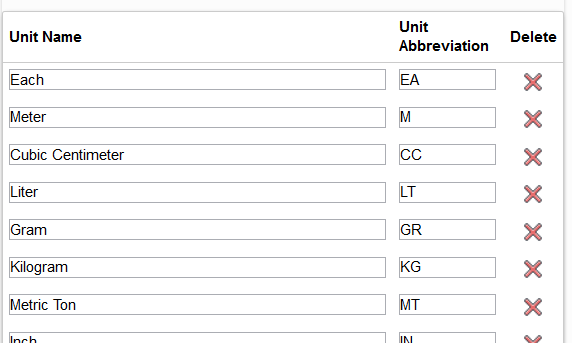 Unit Name Unit Abbreviation Delete
Each EA
Meter M
Cubic Centimeter CC
Liter LT
Gram GR
Kilogram KG
Metric Ton MT
Inch IN